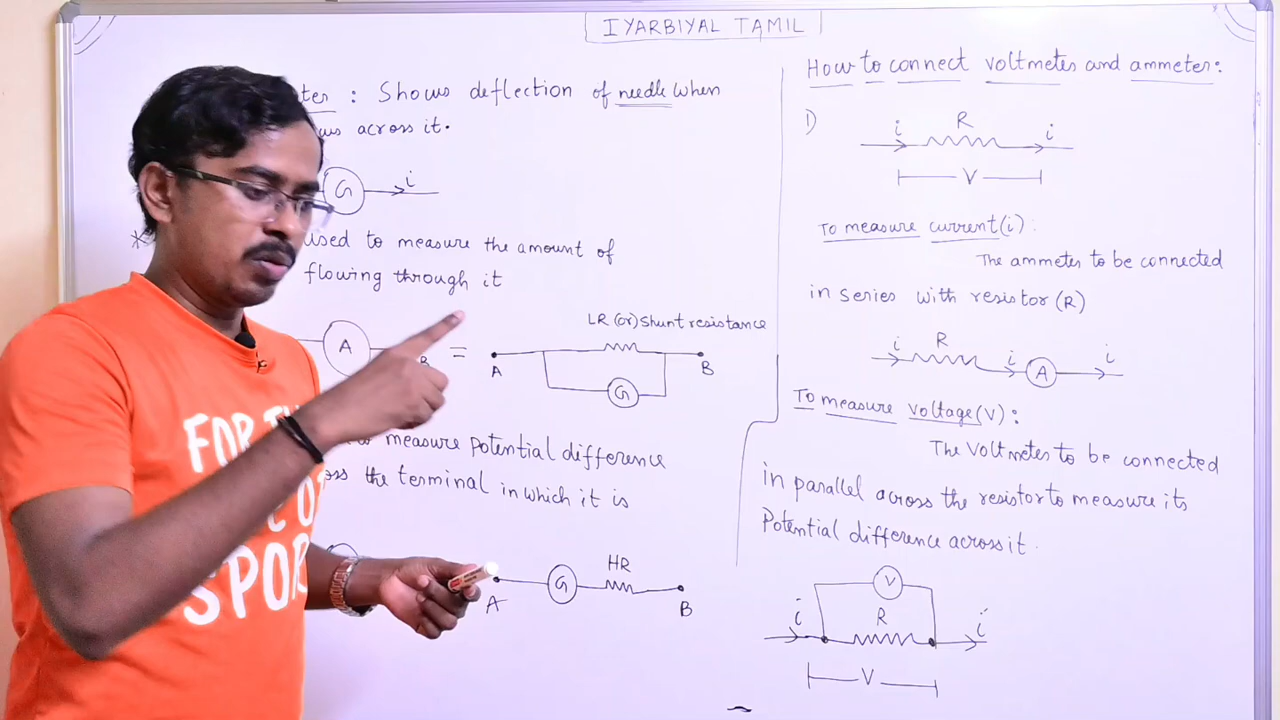 IYARBIYAL TAMIL
ter : Shows deflection of needle when
across it.
G i
used to measure the amount of
flowing through it
A B = A LR (or) Shunt resistance G B
measure potential difference
the terminal in which it is
A G HR B
FOR TH
SPOR
How to connect voltmeter and ammeter:
1) i R i
V
To measure current(i):
The ammeter to be connected
in series with resistor (R)
i R i A i
To measure voltage(V):
The Voltmeter to be connected
in parallel across the resistor to measure its
Potential difference across it.
V
i R i
V